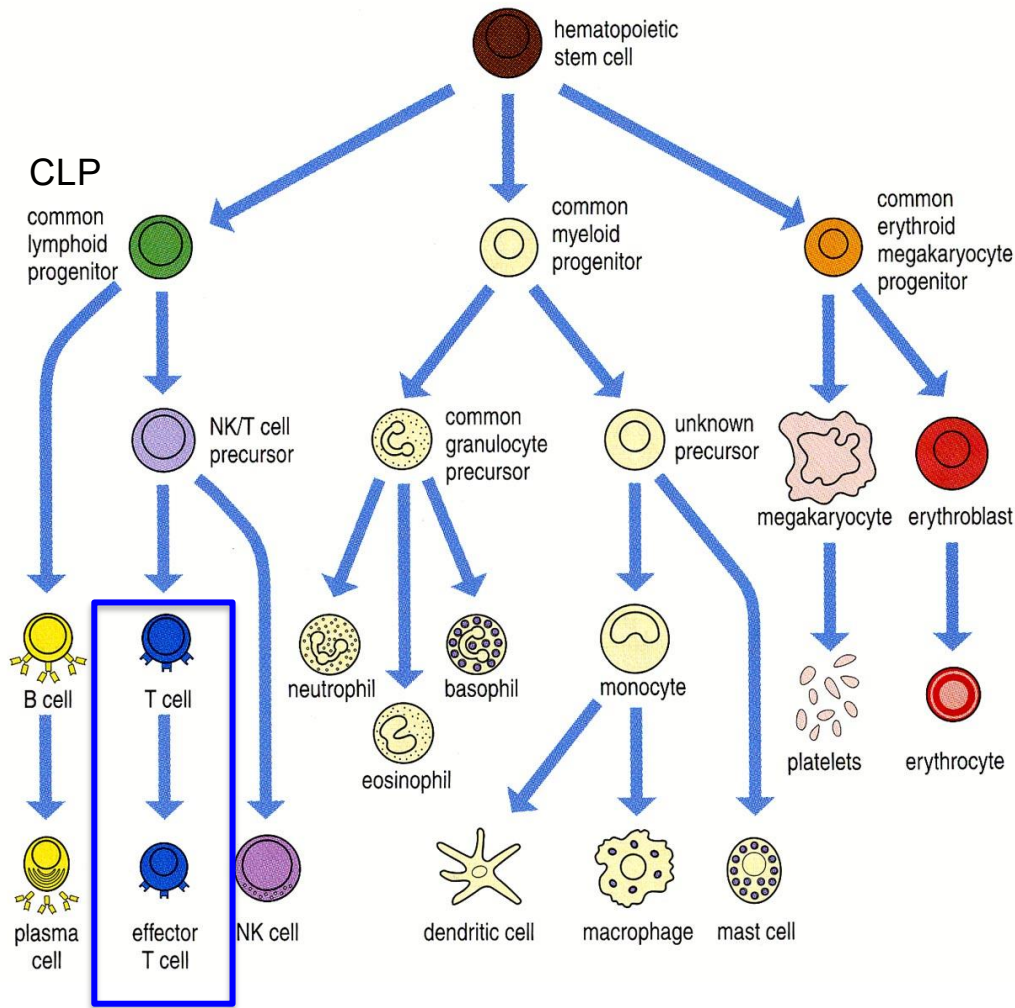 hematopoietic
stem cell
CLP
common
lymphoid
progenitor
common
myeloid
progenitor
common
erythroid
megakaryocyte
progenitor
NK/T cell
precursor
common
granulocyte
precursor
unknown
precursor
megakaryocyte
erythroblast
B cell
T cell
neutrophil
basophil
eosinophil
monocyte
platelets
erythrocyte
plasma
cell
effector
T cell
NK cell
dendritic cell
macrophage
mast cell